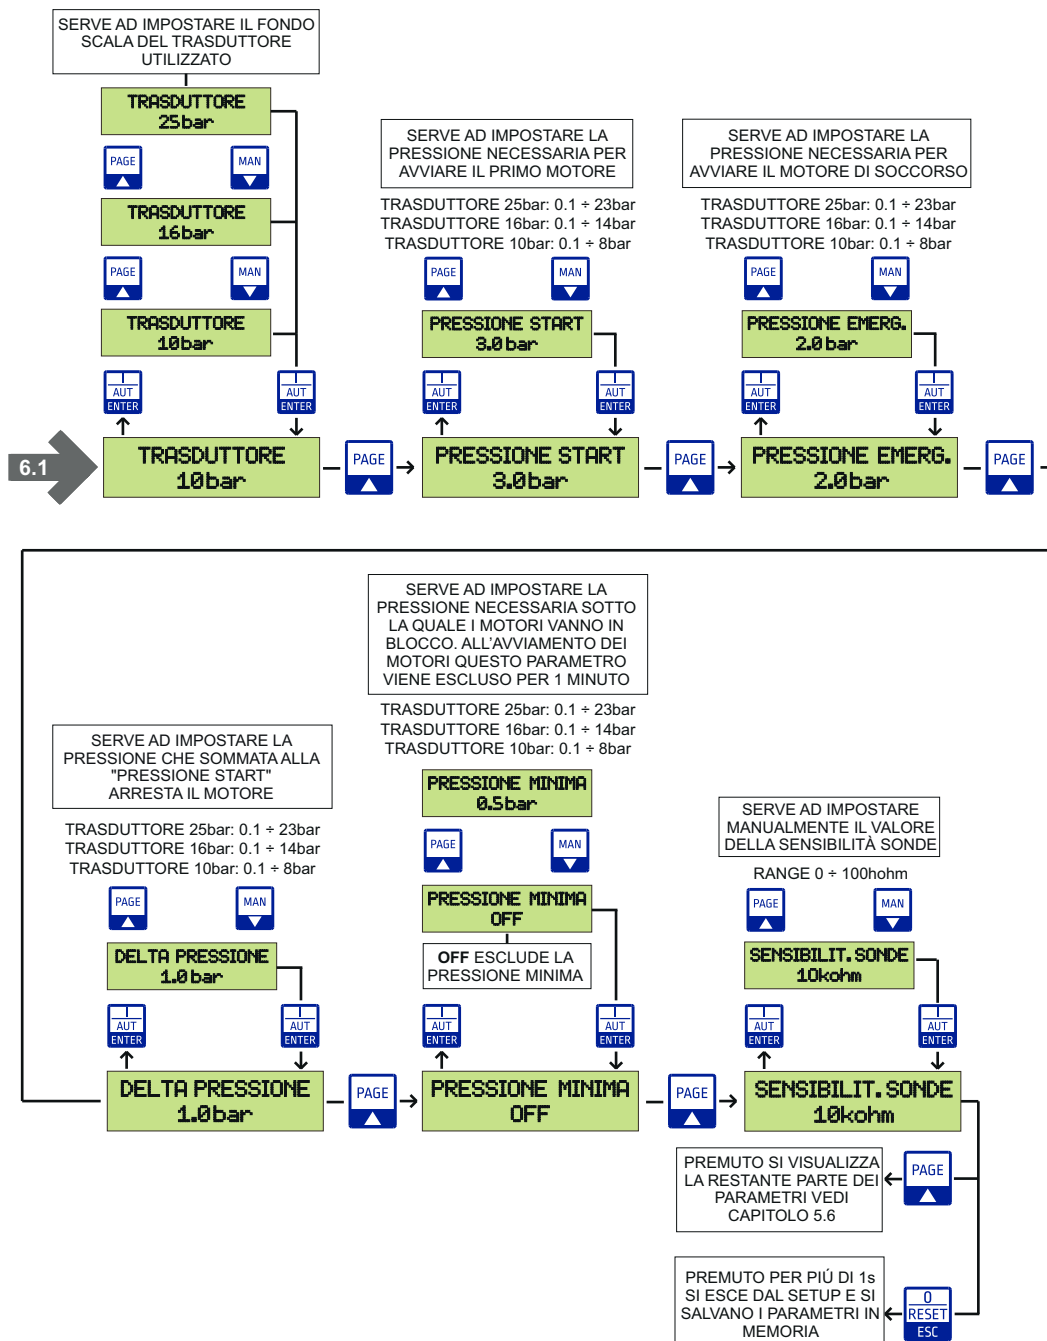 SERVE AD IMPOSTARE IL FONDO
SCALA DEL TRASDUTTORE
UTILIZZATO
TRASDUTTORE
25bar
PAGE
MAN
TRASDUTTORE
16bar
PAGE
MAN
TRASDUTTORE
10bar
I
AUT
ENTER
I
AUT
ENTER
6.1
TRASDUTTORE
10bar
PAGE
SERVE AD IMPOSTARE LA
PRESSIONE NECESSARIA PER
AVVIARE IL PRIMO MOTORE
TRASDUTTORE 25bar: 0.1 ÷ 23bar
TRASDUTTORE 16bar: 0.1 ÷ 14bar
TRASDUTTORE 10bar: 0.1 ÷ 8bar
PAGE
MAN
PRESSIONE START
3.0 bar
I
AUT
ENTER
I
AUT
ENTER
PRESSIONE START
3.0bar
PAGE
SERVE AD IMPOSTARE LA
PRESSIONE NECESSARIA PER
AVVIARE IL MOTORE DI SOCCORSO
TRASDUTTORE 25bar: 0.1 ÷ 23bar
TRASDUTTORE 16bar: 0.1 ÷ 14bar
TRASDUTTORE 10bar: 0.1 ÷ 8bar
PAGE
MAN
PRESSIONE EMERG.
2.0 bar
I
AUT
ENTER
I
AUT
ENTER
PRESSIONE EMERG.
2.0bar
PAGE
SERVE AD IMPOSTARE LA
PRESSIONE CHE SOMMATA ALLA
"PRESSIONE START"
ARRESTA IL MOTORE
TRASDUTTORE 25bar: 0.1 ÷ 23bar
TRASDUTTORE 16bar: 0.1 ÷ 14bar
TRASDUTTORE 10bar: 0.1 ÷ 8bar
PAGE
MAN
DELTA PRESSIONE
1.0 bar
I
AUT
ENTER
I
AUT
ENTER
DELTA PRESSIONE
1.0bar
PAGE
SERVE AD IMPOSTARE LA
PRESSIONE NECESSARIA SOTTO
LA QUALE I MOTORI VANNO IN
BLOCCO. ALL'AVVIAMENTO DEI
MOTORI QUESTO PARAMETRO
VIENE ESCLUSO PER 1 MINUTO
TRASDUTTORE 25bar: 0.1 ÷ 23bar
TRASDUTTORE 16bar: 0.1 ÷ 14bar
TRASDUTTORE 10bar: 0.1 ÷ 8bar
PRESSIONE MINIMA
0.5bar
PAGE
MAN
PRESSIONE MINIMA
OFF
OFF ESCLUDE LA
PRESSIONE MINIMA
I
AUT
ENTER
I
AUT
ENTER
PRESSIONE MINIMA
OFF
PAGE
SERVE AD IMPOSTARE
MANUALMENTE IL VALORE
DELLA SENSIBILITÀ SONDE
RANGE 0 ÷ 100hohm
PAGE
MAN
SENSIBILIT.SONDE
10kohm
I
AUT
ENTER
I
AUT
ENTER
SENSIBILIT.SONDE
10kohm
PREMUTO SI VISUALIZZA
LA RESTANTE PARTE DEI
PARAMETRI VEDI
CAPITOLO 5.6
PAGE
PREMUTO PER PIÚ DI 1s
SI ESCE DAL SETUP E SI
SALVANO I PARAMETRI IN
MEMORIA
0
RESET
ESC